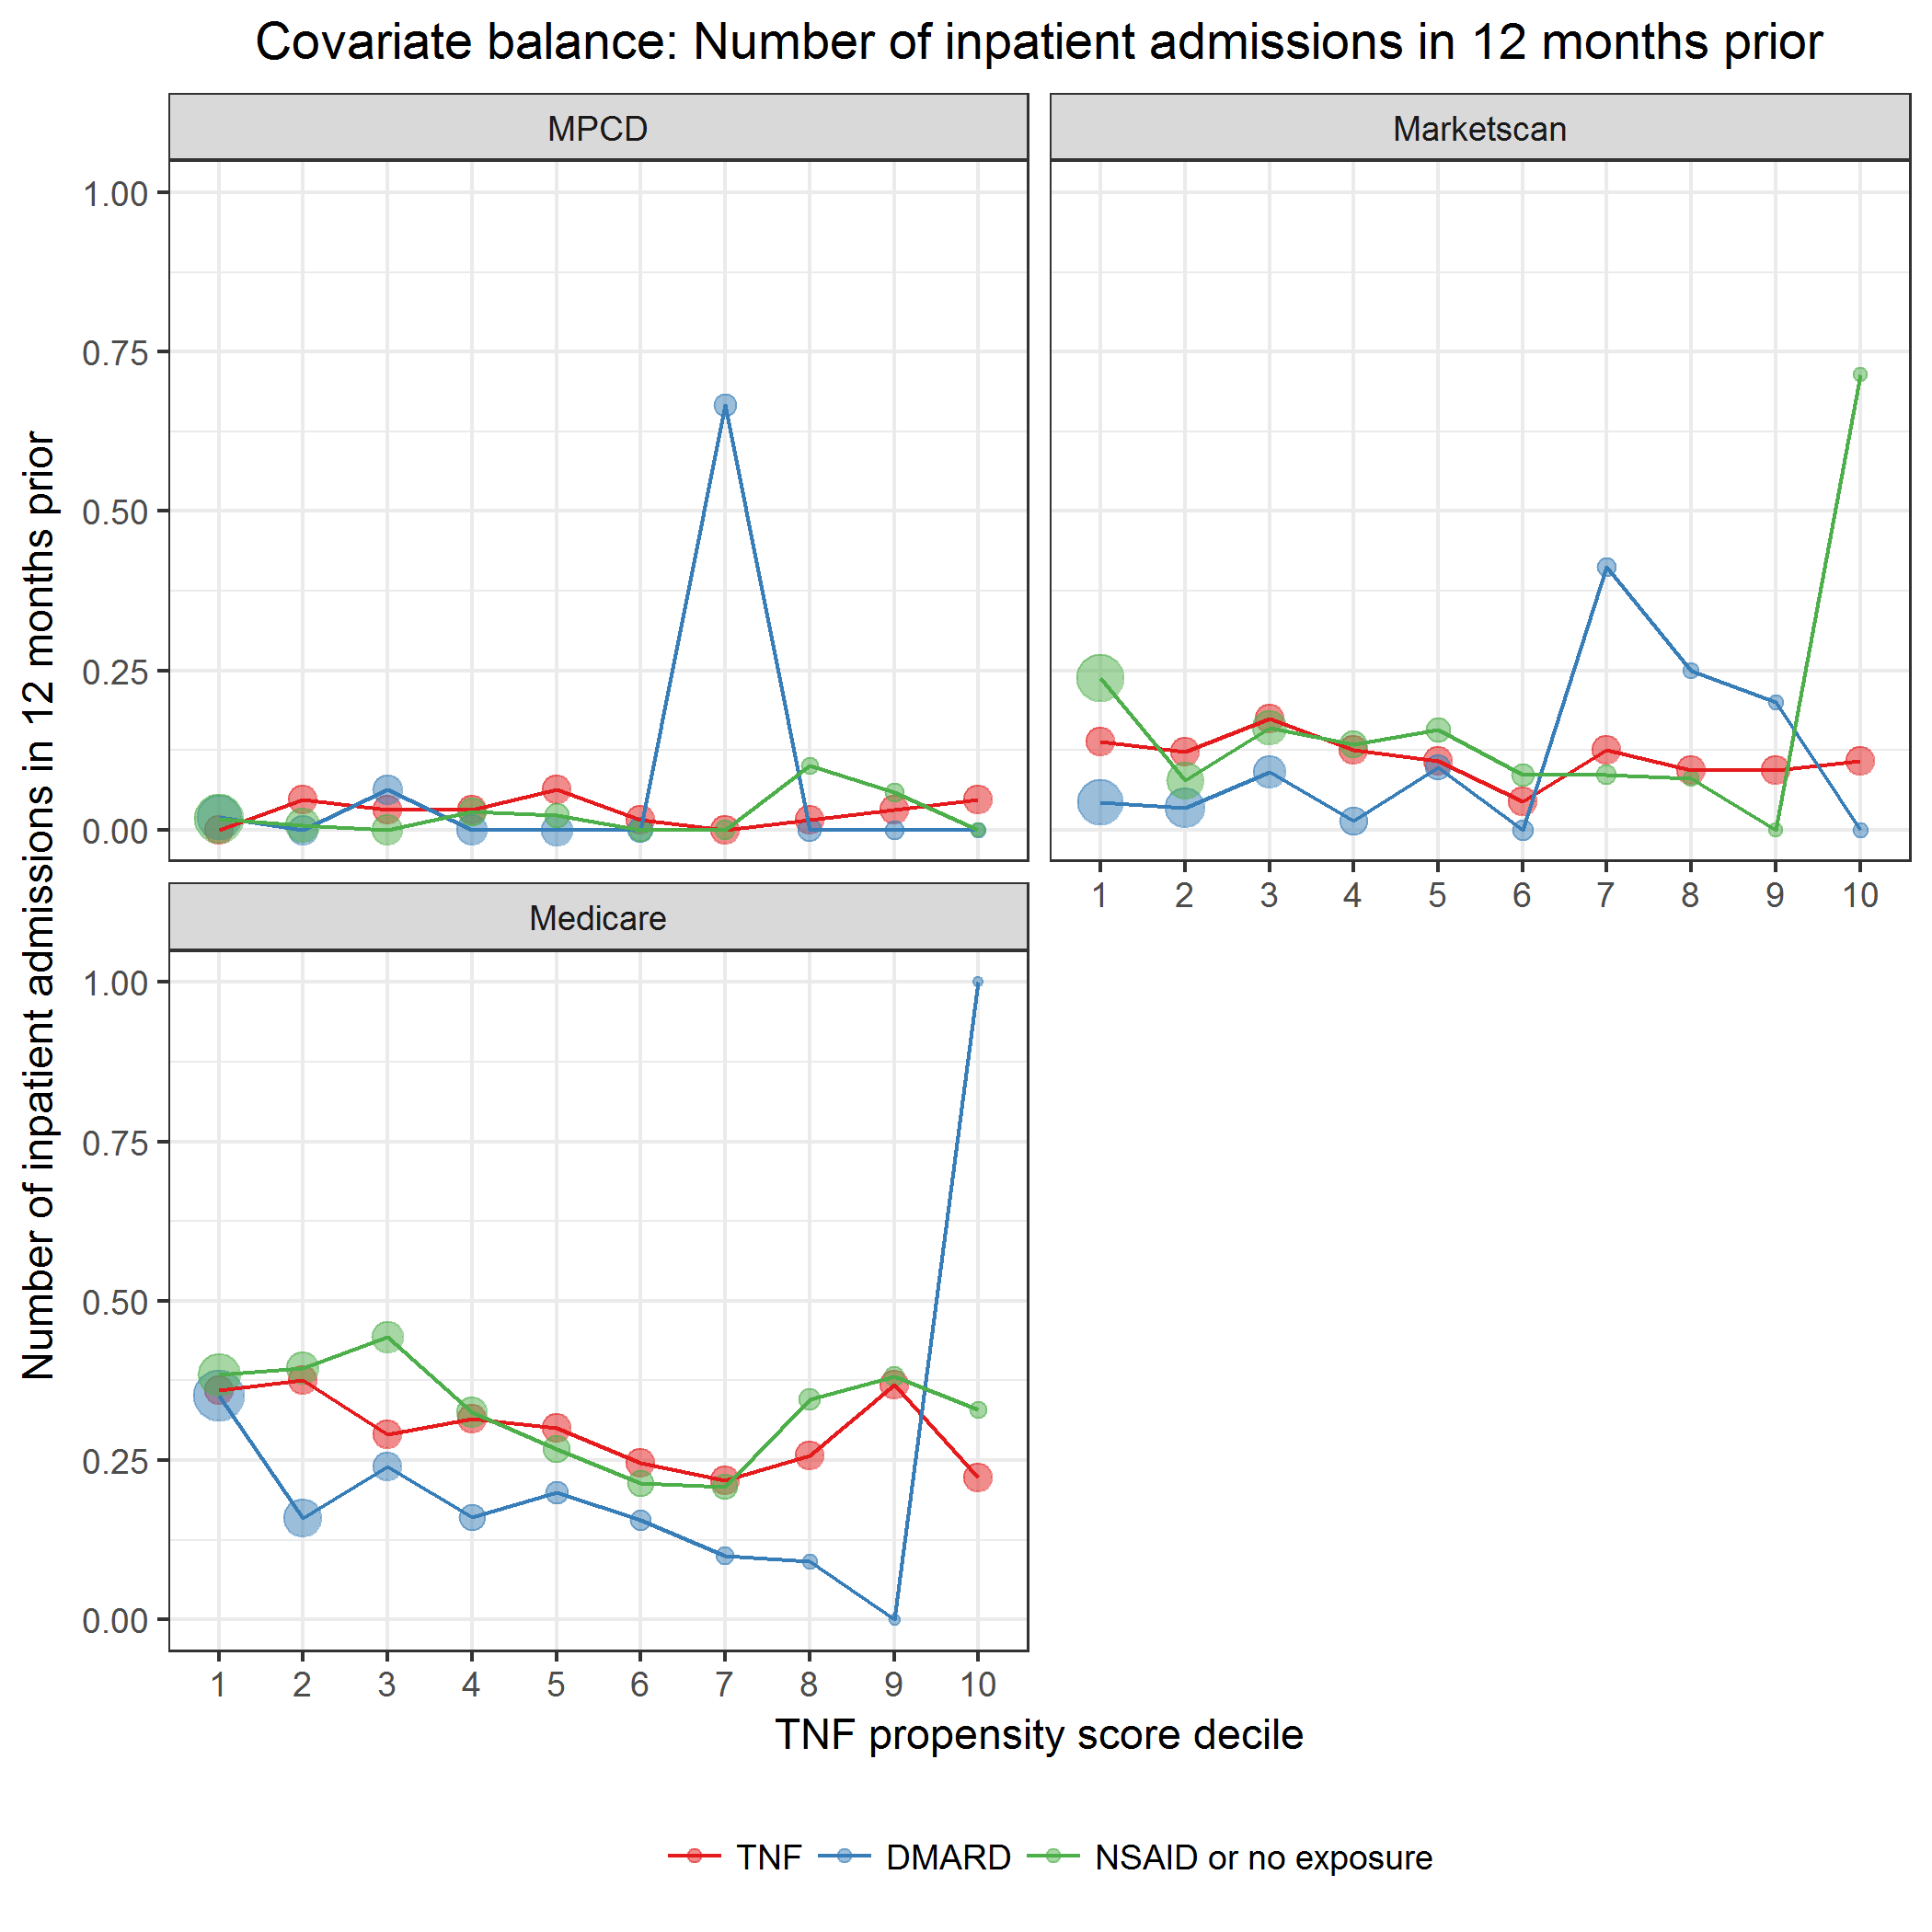 Covariate balance: Number of inpatient admissions in 12 months prior
MPCD
Marketscan
1.00
0.75
0.50
0.25
0.00
1 2 3 4 5 6 7 8 9 10
Medicare
1.00
0.75
0.50
0.25
0.00
1 2 3 4 5 6 7 8 9 10
Number of inpatient admissions in 12 months prior
TNF propensity score decile
TNF DMARD NSAID or no exposure